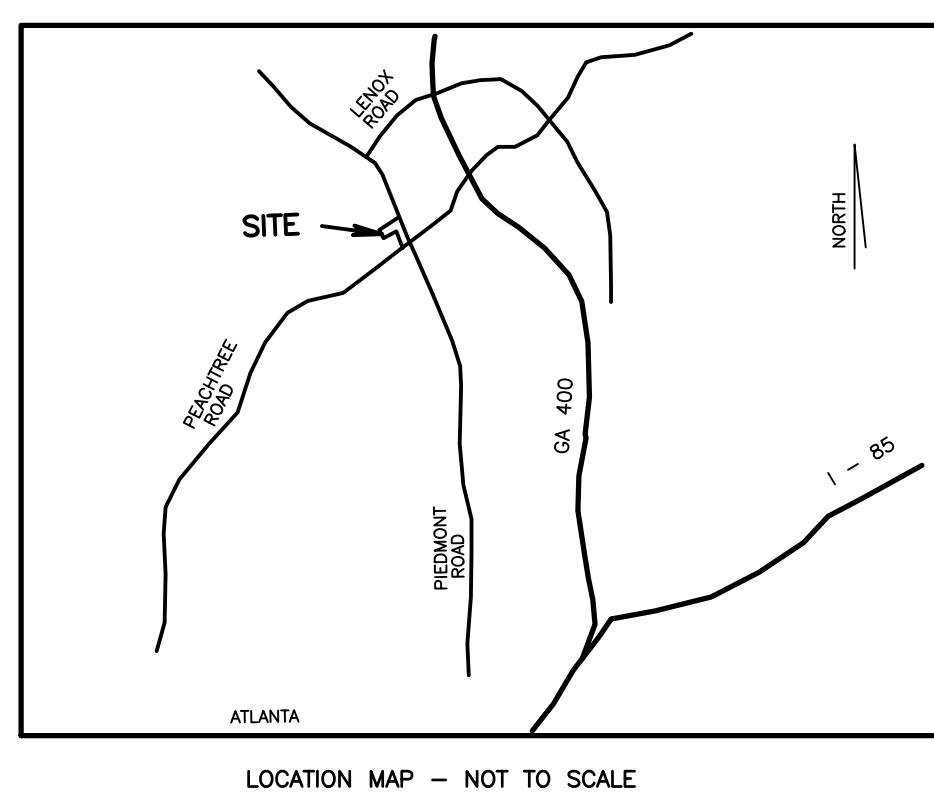 LENOX
ROAD
SITE
NORTH
PEACHTREE
ROAD
GA 400
I - 85
PIEDMONT
ROAD
ATLANTA
LOCATION MAP - NOT TO SCALE